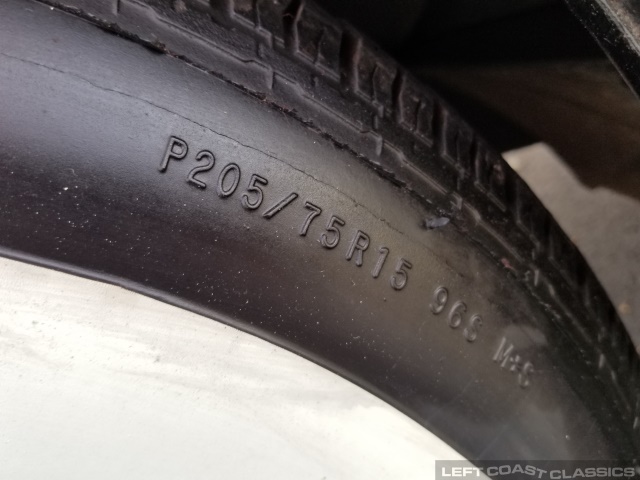 P205/75R15 96S M+S
LEFT COAST CLASSICS